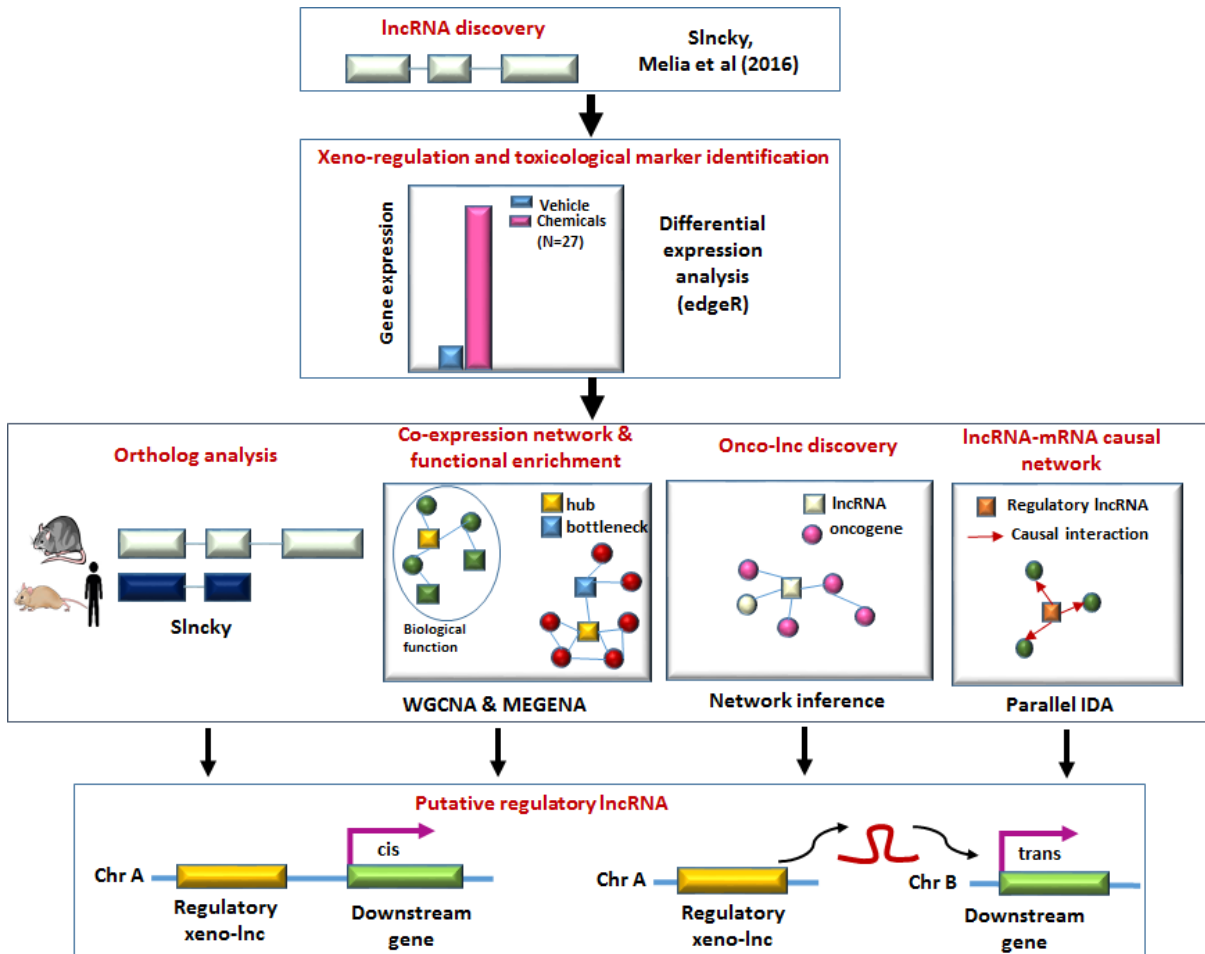 lncRNA discovery
Slncky,
Melia et al (2016)
Xeno-regulation and toxicological marker identification
Gene expression
Vehicle
Chemicals
(N=27)
Differential
expression
analysis
(edgeR)
Ortholog analysis
Slncky
Co-expression network &
functional enrichment
hub
bottleneck
Biological
function
WGCNA & MEGENA
Onco-lnc discovery
lncRNA
oncogene
Network inference
lncRNA-mRNA causal
network
Regulatory lncRNA
Causal interaction
Parallel IDA
Putative regulatory lncRNA
Chr A
cis
Regulatory
xeno-lnc
Downstream
gene
Chr A
Regulatory
xeno-lnc
Chr B
trans
Downstream
gene